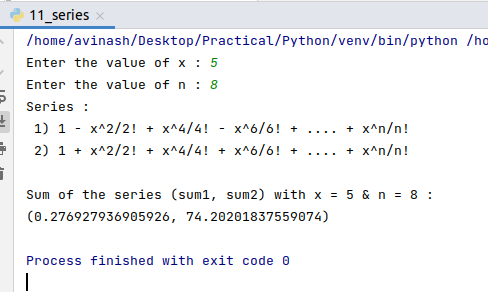 11_series
/home/avinash/Desktop/Practical/Python/venv/bin/python /ho
Enter the value of x : 5
Enter the value of n : 8
Series :
1) 1 - x^2/2! + x^4/4! - x^6/6! + .... + x^n/n!
2) 1 + x^2/2! + x^4/4! + x^6/6! + .... + x^n/n!
Sum of the series (sum1, sum2) with x = 5 & n = 8 :
(0.276927936905926, 74.20201837559074)
Process finished with exit code 0